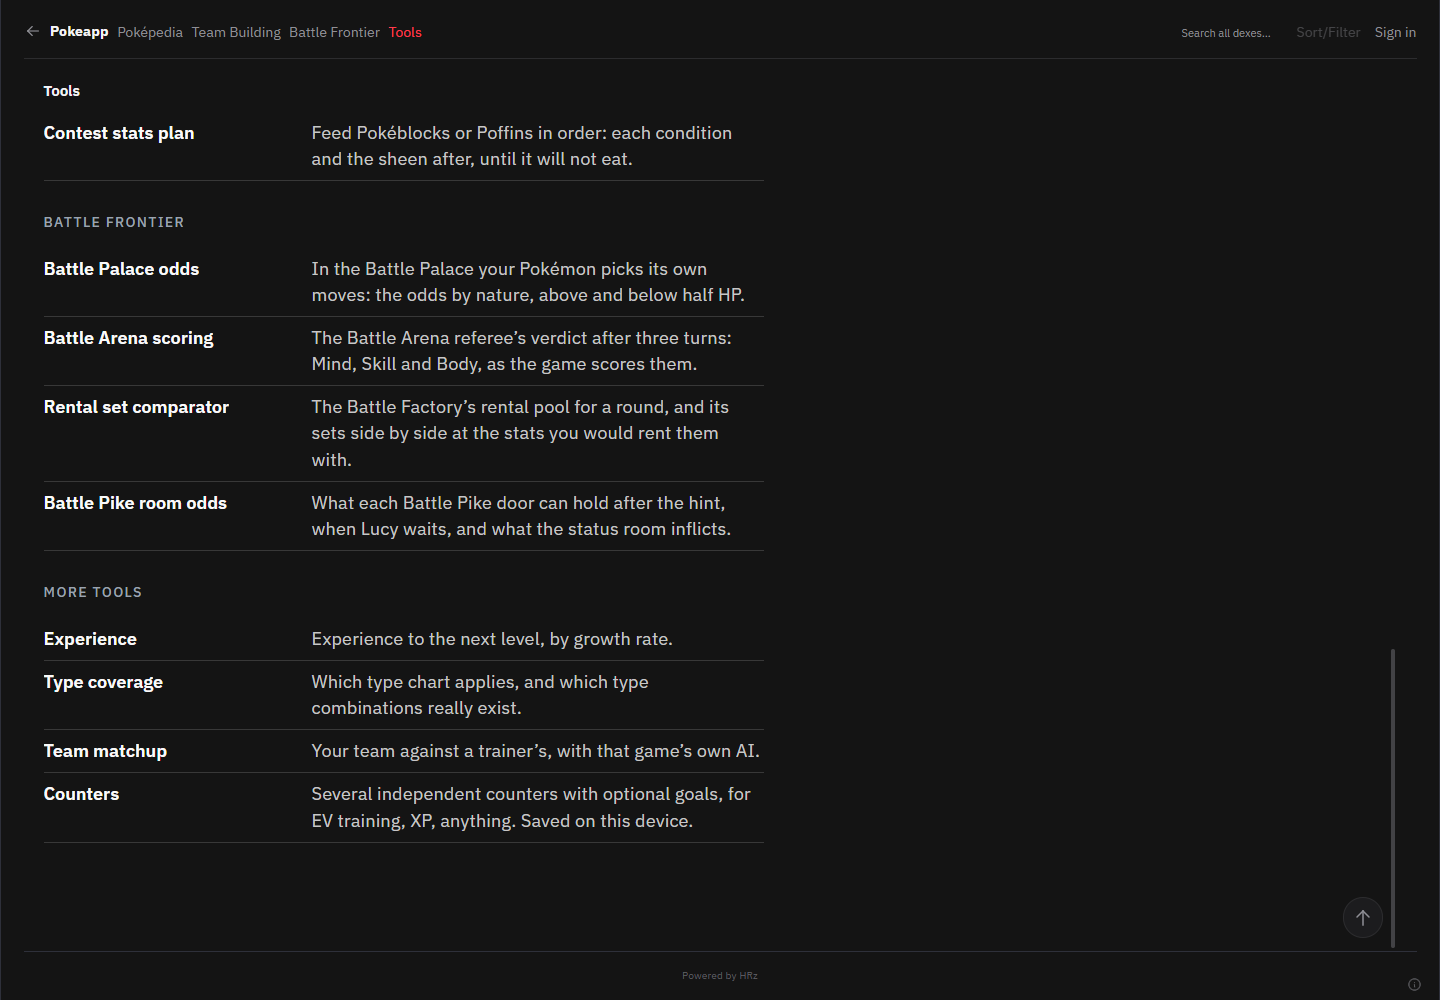 Pokeapp Poképedia Team Building Battle Frontier Tools Search all dexes... Sort/Filter Sign in
Tools
Contest stats plan
Feed Pokéblocks or Poffins in order: each condition
and the sheen after, until it will not eat.
BATTLE FRONTIER
Battle Palace odds
In the Battle Palace your Pokémon picks its own
moves: the odds by nature, above and below half HP.
Battle Arena scoring
The Battle Arena referee’s verdict after three turns:
Mind, Skill and Body, as the game scores them.
Rental set comparator
The Battle Factory’s rental pool for a round, and its
sets side by side at the stats you would rent them
with.
Battle Pike room odds
What each Battle Pike door can hold after the hint,
when Lucy waits, and what the status room inflicts.
MORE TOOLS
Experience
Experience to the next level, by growth rate.
Type coverage
Which type chart applies, and which type
combinations really exist.
Team matchup
Your team against a trainer’s, with that game’s own AI.
Counters
Several independent counters with optional goals, for
EV training, XP, anything. Saved on this device.
Powered by HRz